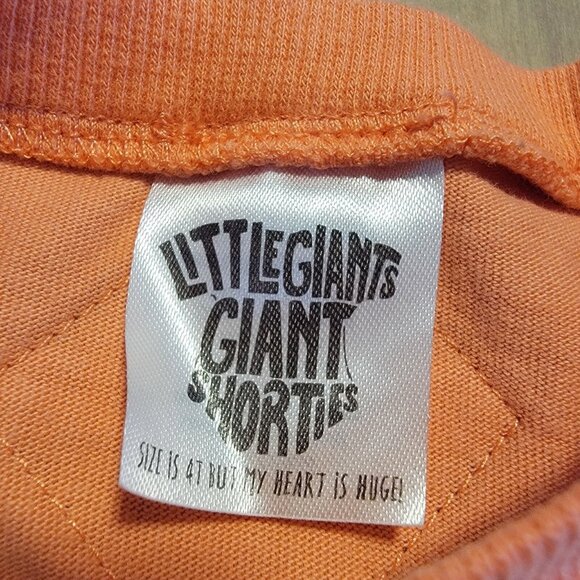 LITTLEGIANTS
GIANT
SHORTIES
SIZE IS 4T BUT MY HEART IS HUGE!